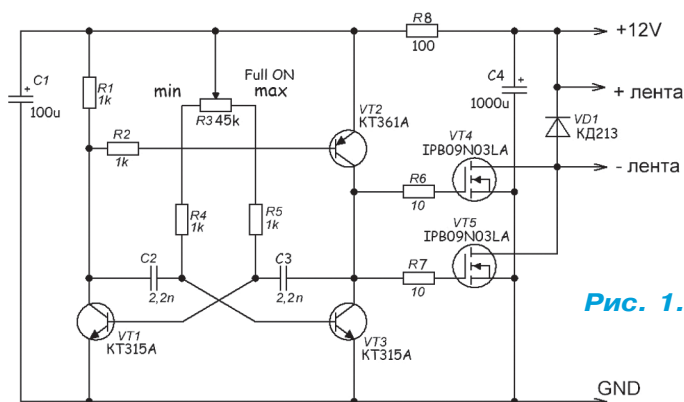 R8
100
+12V
C1
+
100u
R1
1k
min
Full ON
max
R3 45k
VT2
КТ361А
C4
+
1000u
+ лента
VD1
КД213
R2
1k
VT4
IPB09N03LA
- лента
R6
10
R4
1k
R5
1k
VT5
IPB09N03LA
C2
2,2n
C3
2,2n
R7
10
VT1
КТ315А
VT3
КТ315А
Рис. 1.
GND